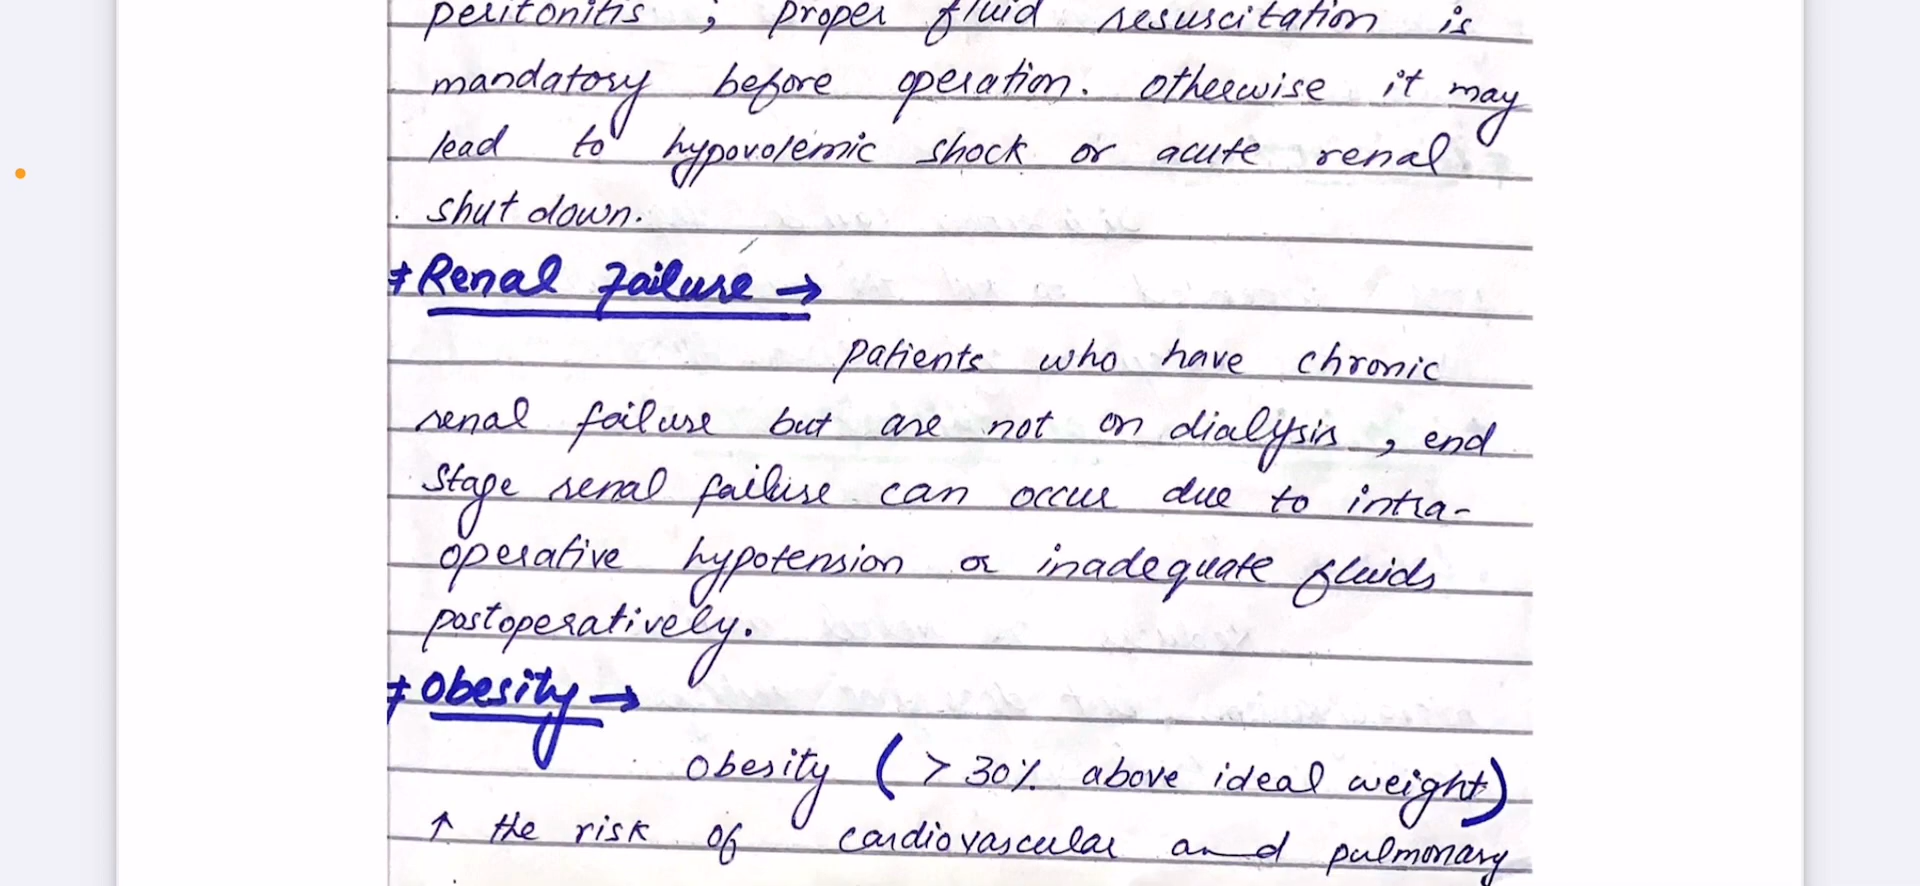 peritonitis ; proper fluid resuscitation is
mandatory before operation. otherwise it may
lead to hypovolemic shock or acute renal
shut down.
* Renal Failure →
patients who have chronic
renal failure but are not on dialysis , end
stage renal failure can occur due to intra-
operative hypotension or inadequate fluids
postoperatively.
* Obesity →
Obesity ( > 30% above ideal weight)
↑ the risk of cardiovascular and pulmonary